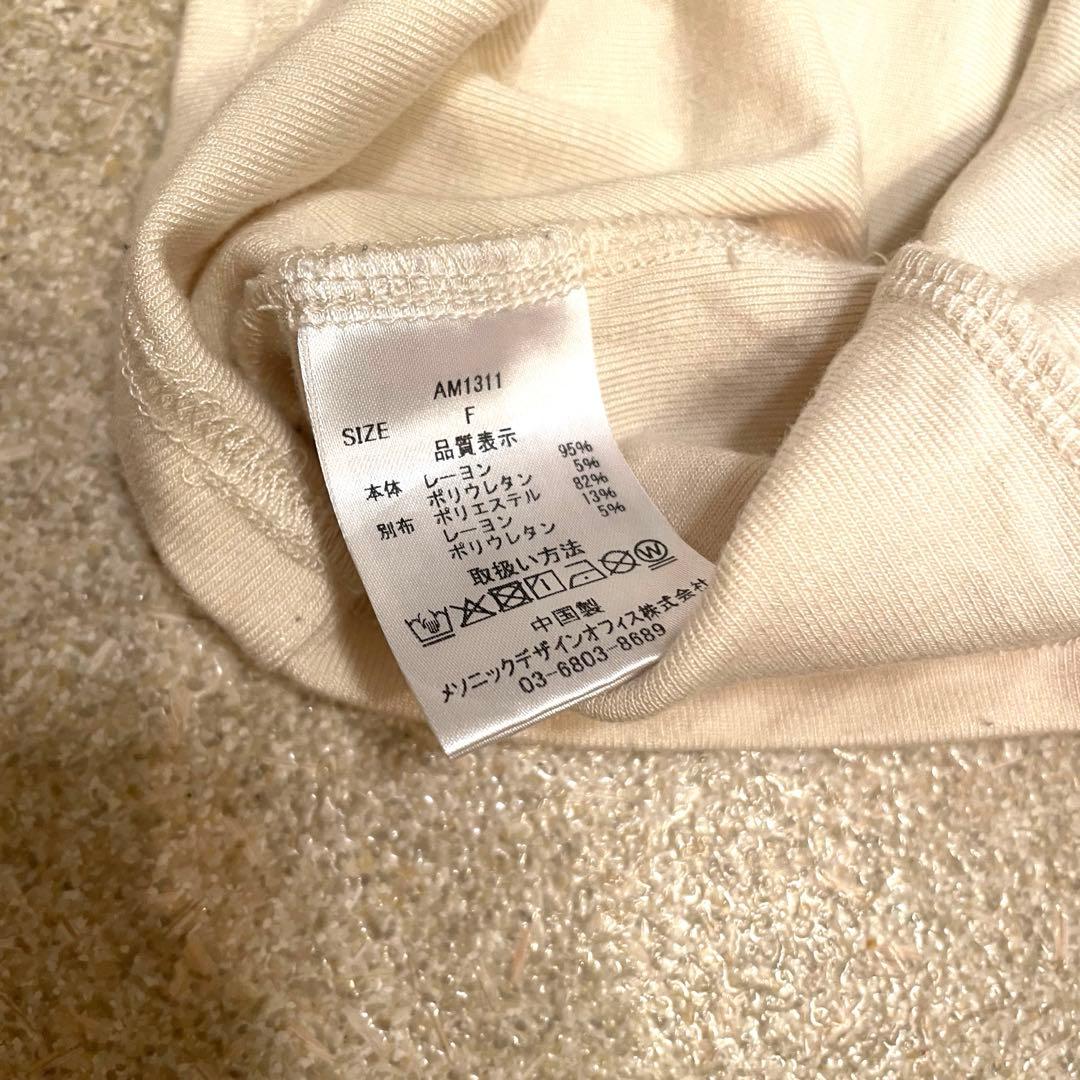 AM1311
SIZE F
品質表示
本体 レーヨン 95%
ポリウレタン 5%
別布 ポリエステル 82%
レーヨン 13%
ポリウレタン 5%
取扱い方法
W
中国製
メソニックデザインオフィス株式会社
03-6803-8689